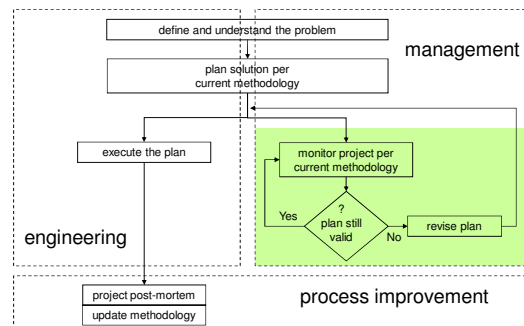 define and understand the problem
management
plan solution per
current methodology
execute the plan
monitor project per
current methodology
?
plan still
valid
Yes
No
revise plan
engineering
process improvement
project post-mortem
update methodology